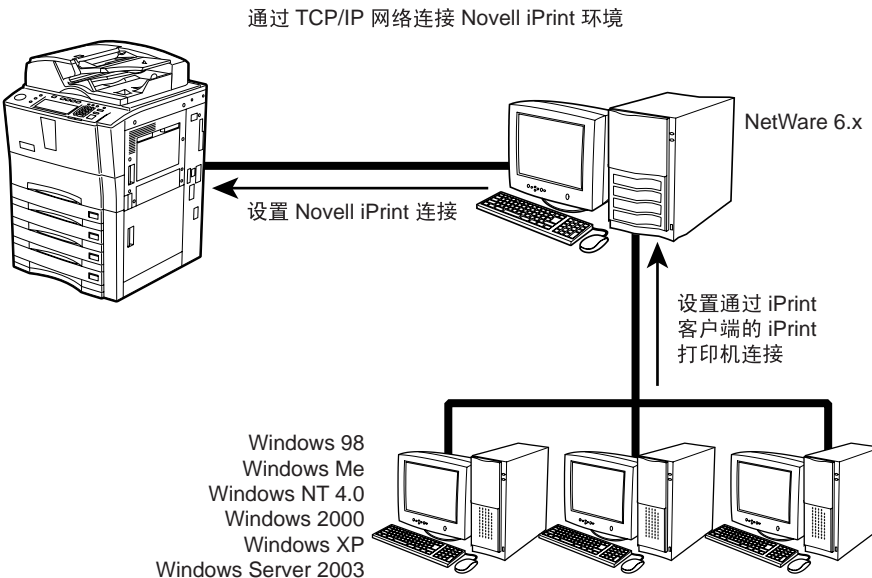 通过 TCP/IP 网络连接 Novell iPrint 环境
NetWare 6.x
设置 Novell iPrint 连接
设置通过 iPrint
客户端的 iPrint
打印机连接
Windows 98
Windows Me
Windows NT 4.0
Windows 2000
Windows XP
Windows Server 2003